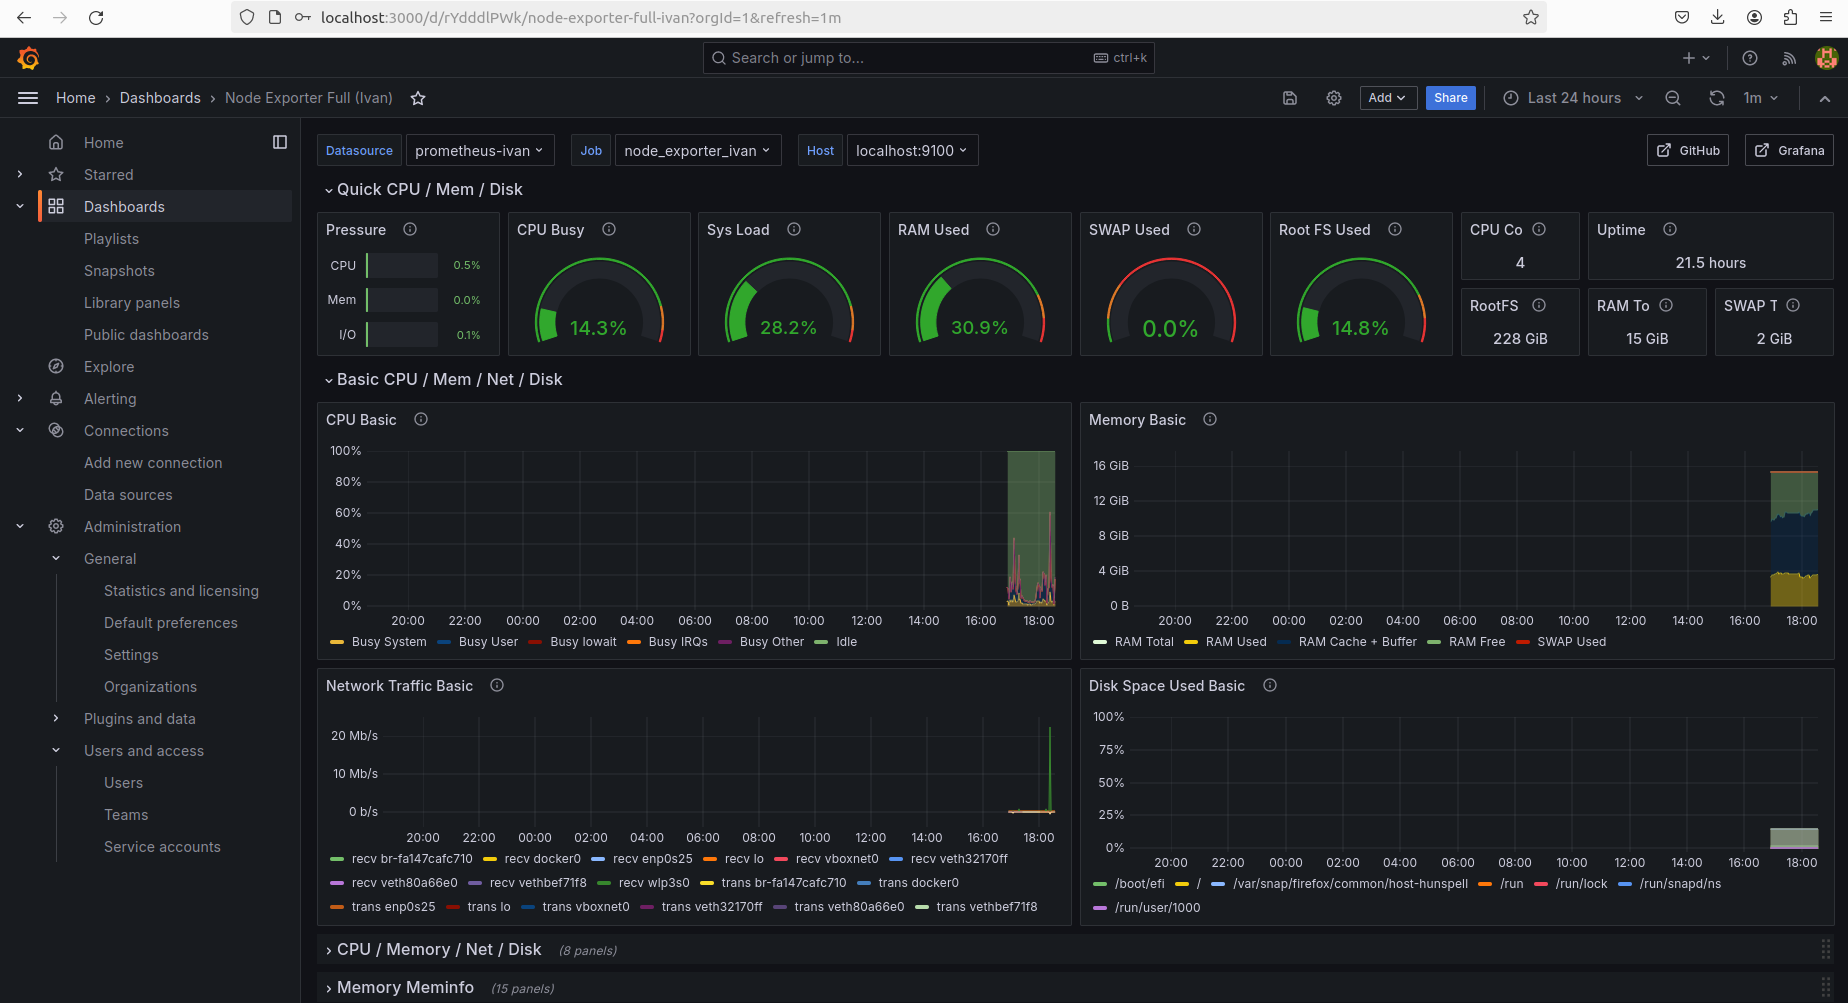 localhost:3000/d/rYdddlPWk/node-exporter-full-ivan?orgId=1&refresh=1m
Search or jump to...
ctrl+k
Home › Dashboards › Node Exporter Full (Ivan)
Add
Share
Last 24 hours
1m
Home
Starred
Dashboards
Playlists
Snapshots
Library panels
Public dashboards
Explore
Alerting
Connections
Add new connection
Data sources
Administration
General
Statistics and licensing
Default preferences
Settings
Organizations
Plugins and data
Users and access
Users
Teams
Service accounts
Datasource prometheus-ivan Job node_exporter_ivan Host localhost:9100
GitHub
Grafana
Quick CPU / Mem / Disk
Pressure
CPU 0.5%
Mem 0.0%
I/O 0.1%
CPU Busy
14.3%
Sys Load
28.2%
RAM Used
30.9%
SWAP Used
0.0%
Root FS Used
14.8%
CPU Co
4
Uptime
21.5 hours
RootFS
228 GiB
RAM To
15 GiB
SWAP T
2 GiB
Basic CPU / Mem / Net / Disk
CPU Basic
100%
80%
60%
40%
20%
0%
20:00 22:00 00:00 02:00 04:00 06:00 08:00 10:00 12:00 14:00 16:00 18:00
Busy System Busy User Busy Iowait Busy IRQs Busy Other Idle
Memory Basic
16 GiB
12 GiB
8 GiB
4 GiB
0 B
20:00 22:00 00:00 02:00 04:00 06:00 08:00 10:00 12:00 14:00 16:00 18:00
RAM Total RAM Used RAM Cache + Buffer RAM Free SWAP Used
Network Traffic Basic
20 Mb/s
10 Mb/s
0 b/s
20:00 22:00 00:00 02:00 04:00 06:00 08:00 10:00 12:00 14:00 16:00 18:00
recv br-fa147cafc710 recv docker0 recv enp0s25 recv lo recv vboxnet0 recv veth32170ff
recv veth80a66e0 recv vethbef71f8 recv wlp3s0 trans br-fa147cafc710 trans docker0
trans enp0s25 trans lo trans vboxnet0 trans veth32170ff trans veth80a66e0 trans vethbef71f8
Disk Space Used Basic
100%
75%
50%
25%
0%
20:00 22:00 00:00 02:00 04:00 06:00 08:00 10:00 12:00 14:00 16:00 18:00
/boot/efi / /var/snap/firefox/common/host-hunspell /run /run/lock /run/snapd/ns
/run/user/1000
CPU / Memory / Net / Disk (8 panels)
Memory Meminfo (15 panels)